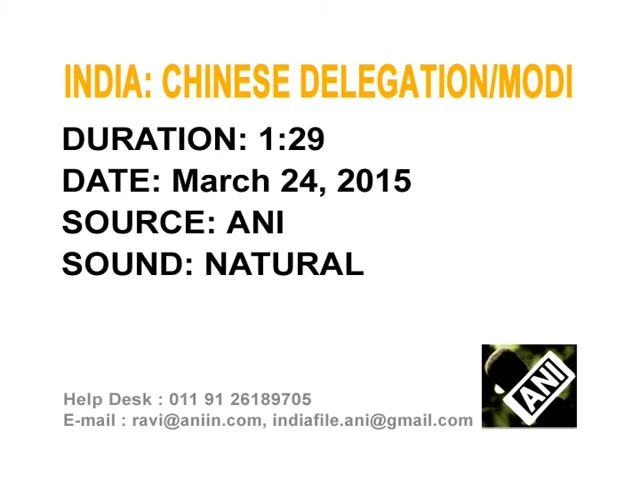 INDIA: CHINESE DELEGATION/MODI
DURATION: 1:29
DATE: March 24, 2015
SOURCE: ANI
SOUND: NATURAL
ANI
Help Desk : 011 91 26189705
E-mail : ravi@aniin.com, indiafile.ani@gmail.com